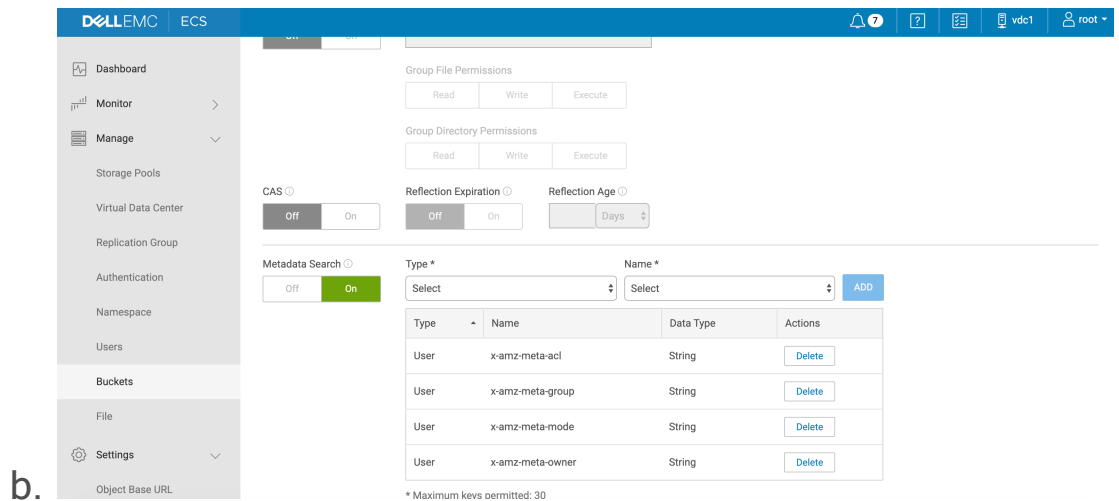 DELLEMC | ECS
7
?
vdc1
root
Dashboard
Monitor
Manage
Storage Pools
Virtual Data Center
Replication Group
Authentication
Namespace
Users
Buckets
File
Settings
Object Base URL
Off On
Group File Permissions
Read Write Execute
Group Directory Permissions
Read Write Execute
CAS Reflection Expiration Reflection Age
Off On Off On Days
Metadata Search Type * Name *
Off On Select Select ADD
Type Name Data Type Actions
User x-amz-meta-acl String Delete
User x-amz-meta-group String Delete
User x-amz-meta-mode String Delete
User x-amz-meta-owner String Delete
* Maximum keys permitted: 30
b.